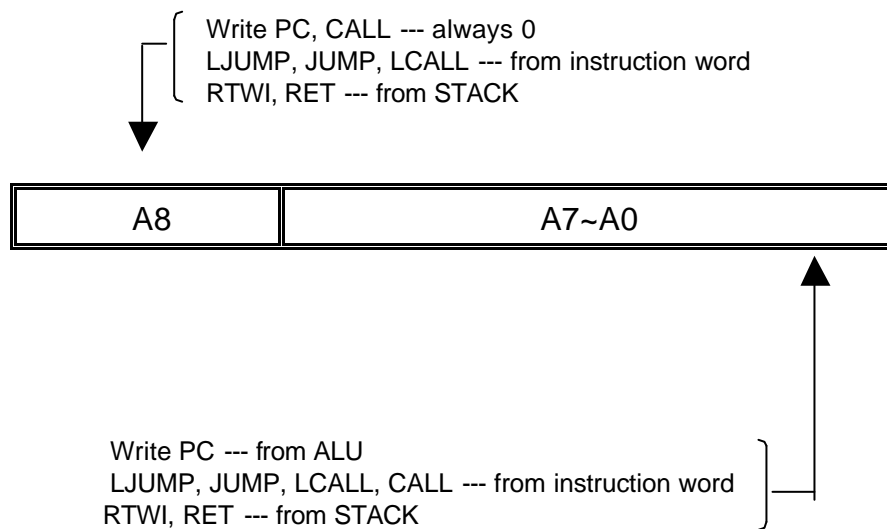 Write PC, CALL --- always 0
LJUMP, JUMP, LCALL --- from instruction word
RTWI, RET --- from STACK
A8
A7~A0
Write PC --- from ALU
LJUMP, JUMP, LCALL, CALL --- from instruction word
RTWI, RET --- from STACK